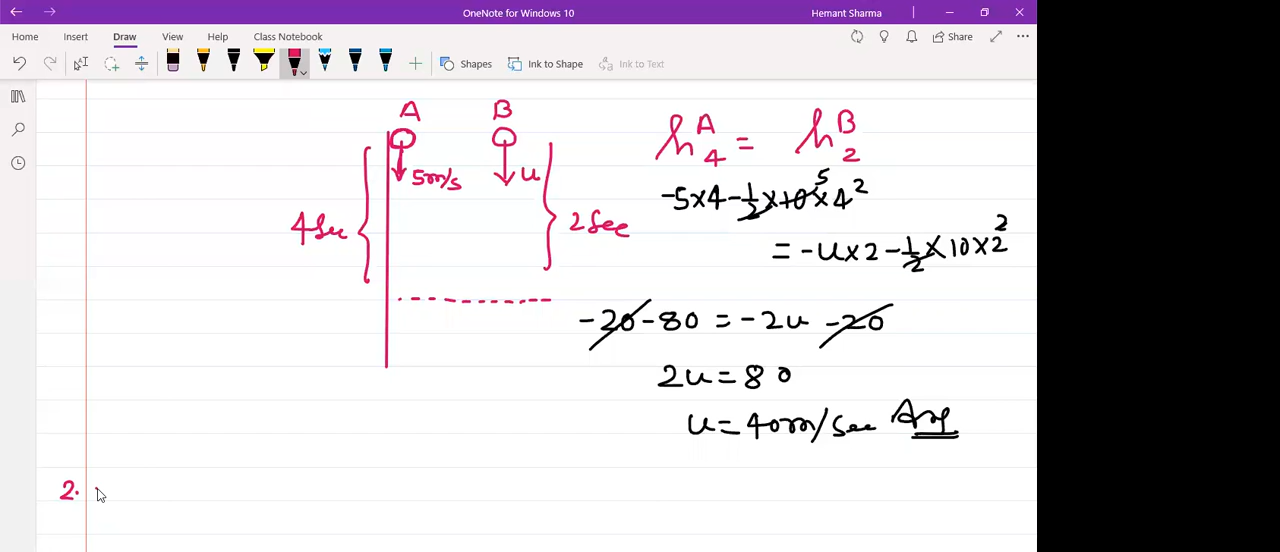 OneNote for Windows 10
Hemant Sharma
Home Insert Draw View Help Class Notebook
Share
Shapes Ink to Shape Ink to Text
A B
5m/s u
4 Sec 2 Sec
h₄ᴬ = h₂ᴮ
-5×4-1/2×10 5×4²
= -u×2-1/2×10×2²
-20-80 = -2u -20
2u=80
u=40m/sec Ans
2.